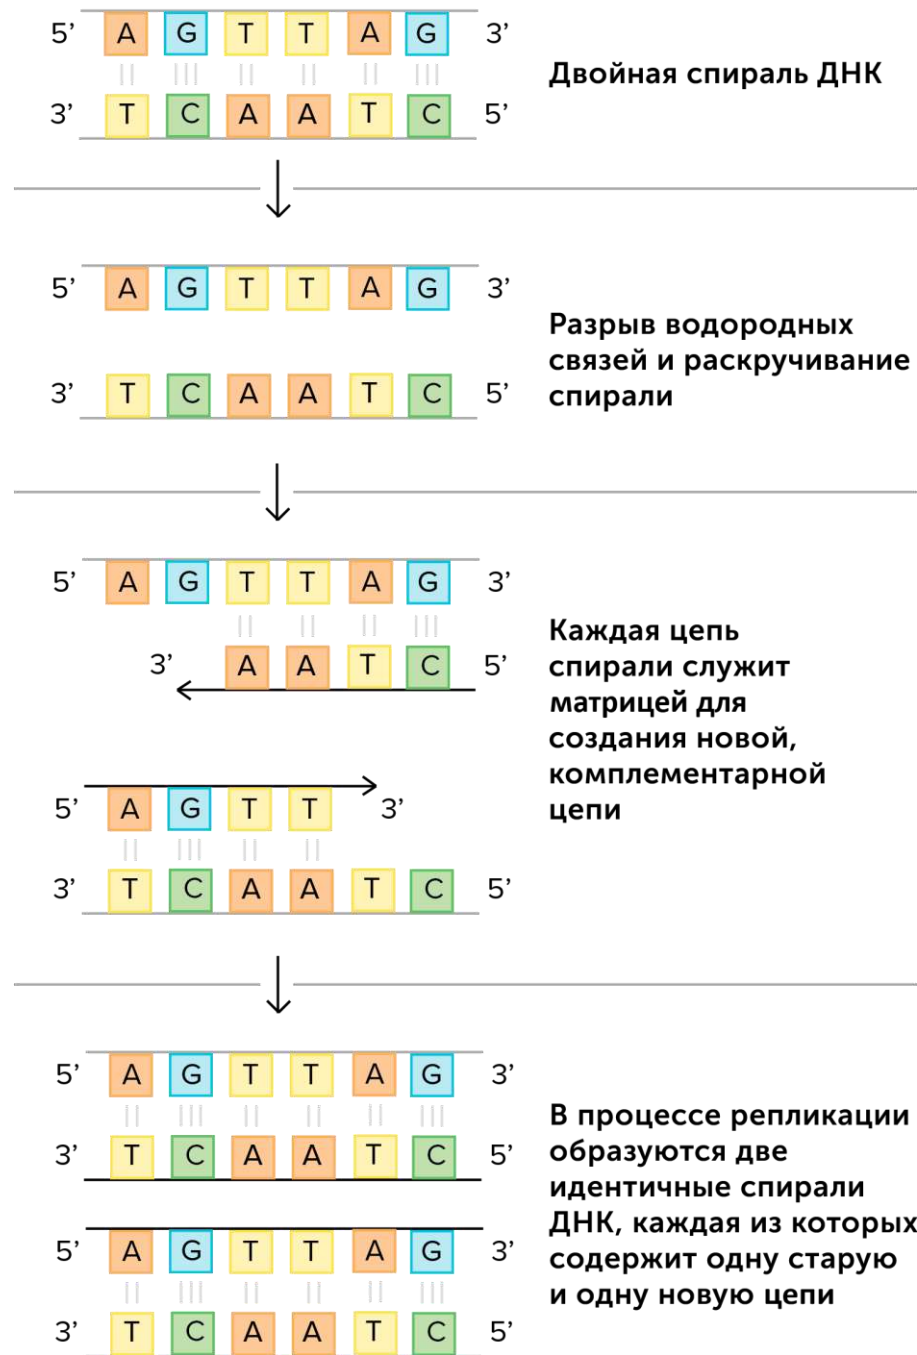 5’ A G T T A G 3’
Двойная спираль ДНК
3’ T C A A T C 5’
5’ A G T T A G 3’
Разрыв водородных
связей и раскручивание
спирали
3’ T C A A T C 5’
5’ A G T T A G 3’
3’ A A T C 5’
Каждая цепь
спирали служит
матрицей для
создания новой,
комплементарной
цепи
5’ A G T T 3’
3’ T C A A T C 5’
5’ A G T T A G 3’
3’ T C A A T C 5’
В процессе репликации
образуются две
идентичные спирали
ДНК, каждая из которых
содержит одну старую
и одну новую цепи
5’ A G T T A G 3’
3’ T C A A T C 5’